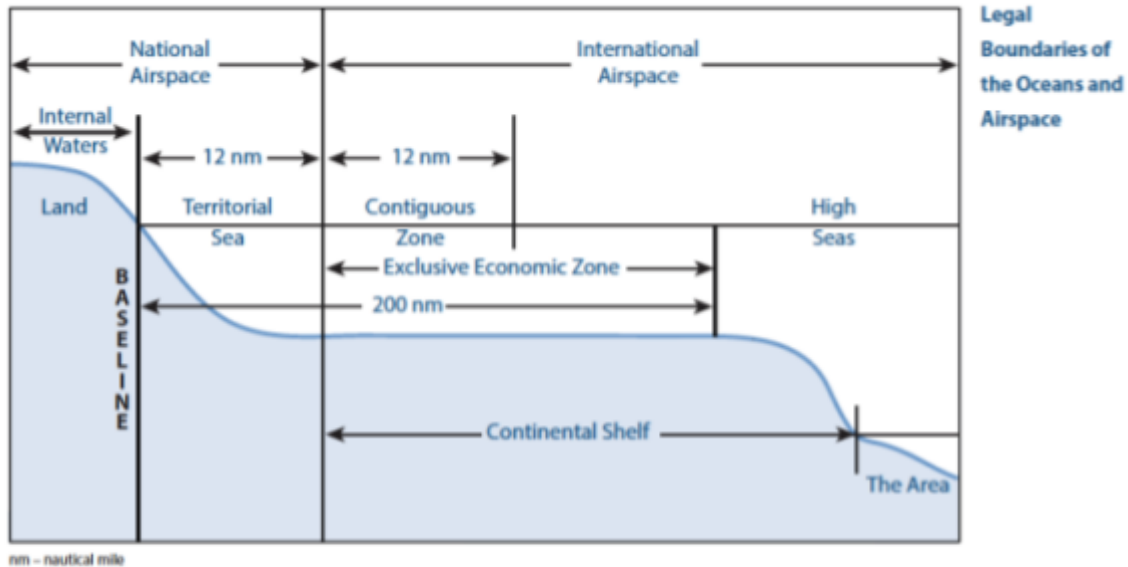 Legal
Boundaries of
the Oceans and
Airspace
National
Airspace
International
Airspace
Internal
Waters
12 nm
12 nm
Land
Territorial
Sea
Contiguous
Zone
High
Seas
Exclusive Economic Zone
200 nm
BASELINE
Continental Shelf
The Area
nm – nautical mile